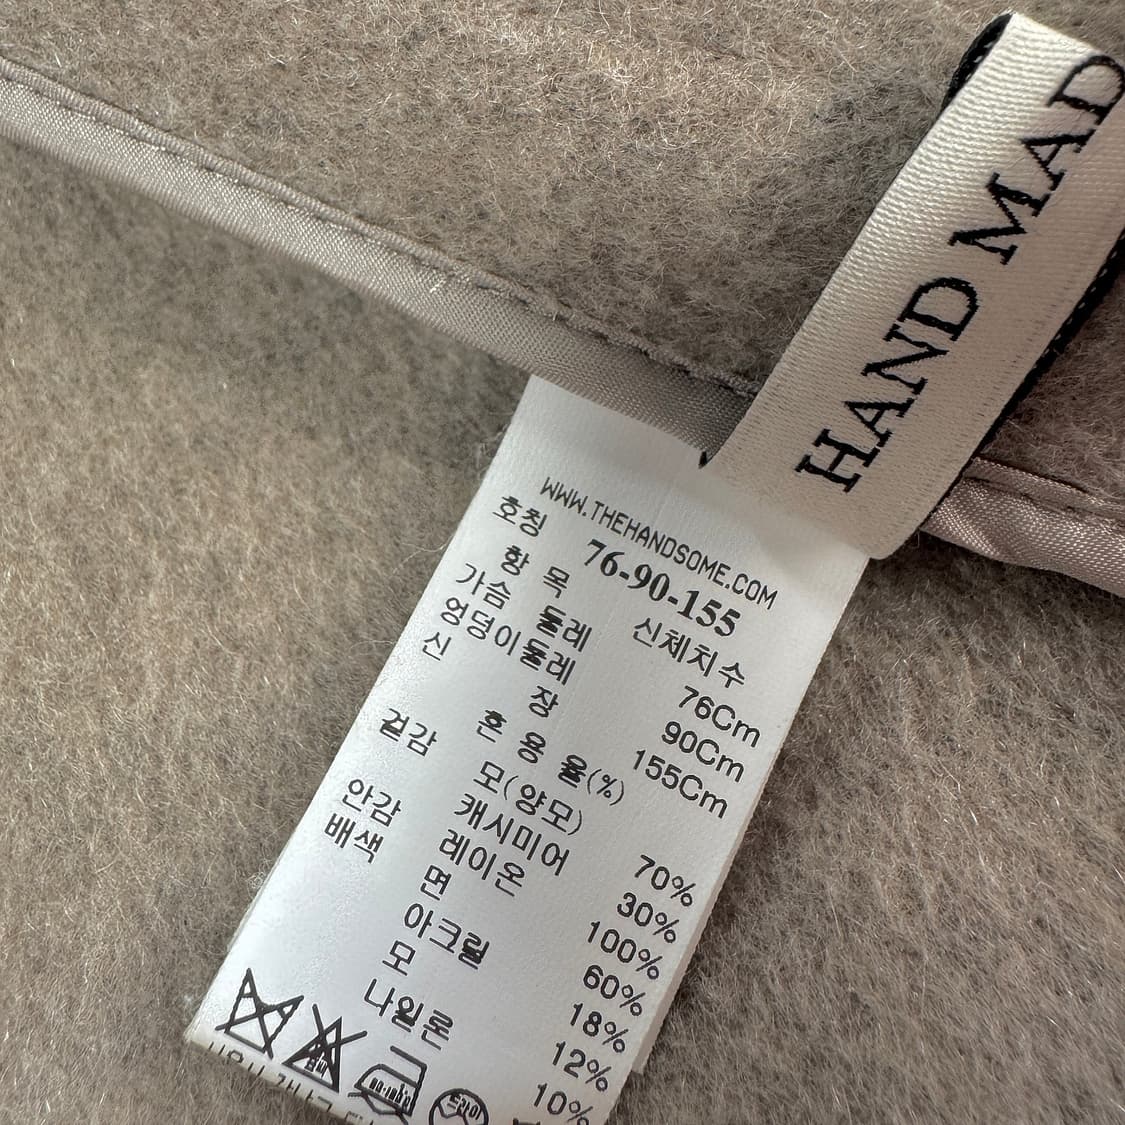 HAND MAD
WWW.THEHANDSOME.COM
호칭 76-90-155
항 목 신체치수
가슴 둘레 76Cm
엉덩이둘레 90Cm
신 장 155Cm
혼 용 율(%)
겉감 모(양모) 70%
캐시미어 30%
안감 레이온 100%
배색 면 60%
아크릴 18%
모 12%
나일론 10%
드라이